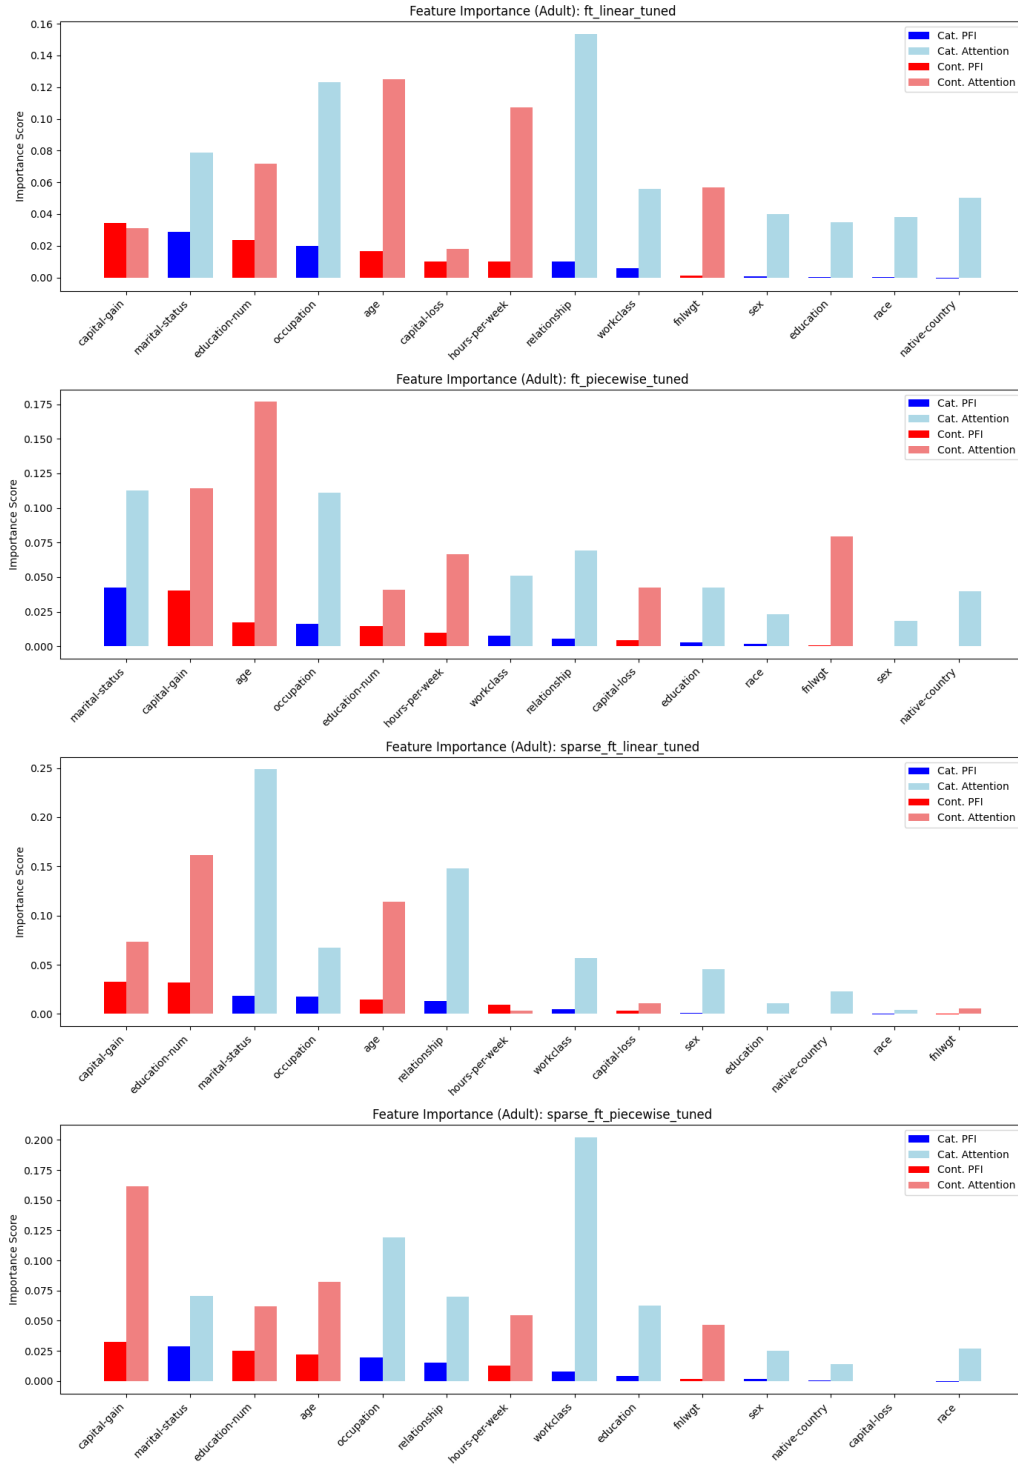 Feature Importance (Adult): ft_linear_tuned
Importance Score
0.16
0.14
0.12
0.10
0.08
0.06
0.04
0.02
0.00
Cat. PFI
Cat. Attention
Cont. PFI
Cont. Attention
capital-gain
marital-status
education-num
occupation
age
capital-loss
hours-per-week
relationship
workclass
fnlwgt
sex
education
race
native-country
Feature Importance (Adult): ft_piecewise_tuned
Importance Score
0.175
0.150
0.125
0.100
0.075
0.050
0.025
0.000
Cat. PFI
Cat. Attention
Cont. PFI
Cont. Attention
marital-status
capital-gain
age
occupation
education-num
hours-per-week
workclass
relationship
capital-loss
education
race
fnlwgt
sex
native-country
Feature Importance (Adult): sparse_ft_linear_tuned
Importance Score
0.25
0.20
0.15
0.10
0.05
0.00
Cat. PFI
Cat. Attention
Cont. PFI
Cont. Attention
capital-gain
education-num
marital-status
occupation
age
relationship
hours-per-week
workclass
capital-loss
sex
education
native-country
race
fnlwgt
Feature Importance (Adult): sparse_ft_piecewise_tuned
Importance Score
0.200
0.175
0.150
0.125
0.100
0.075
0.050
0.025
0.000
Cat. PFI
Cat. Attention
Cont. PFI
Cont. Attention
capital-gain
marital-status
education-num
age
occupation
relationship
hours-per-week
workclass
education
fnlwgt
sex
native-country
capital-loss
race